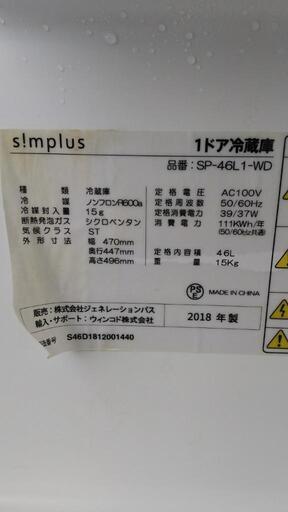 s!mplus
1ドア冷蔵庫
品番: SP-46L1-WD
種 類 冷蔵庫
冷 媒 ノンフロンR600a
冷媒封入量 15g
断熱発泡ガス シクロペンタン
気候クラス ST
外形寸法 幅 470mm
奥行447mm
高さ496mm
定格電圧 AC100V
定格周波数 50/60Hz
定格消費電力 39/37W
消費電力 111KWh/年
(50/60Hz共通)
定格内容積 46L
重量 15Kg
PS
E
MADE IN CHINA
販売: 株式会社ジェネレーションパス
輸入・サポート: ウィンコド株式会社
2018 年製
番号 S46D1812001440